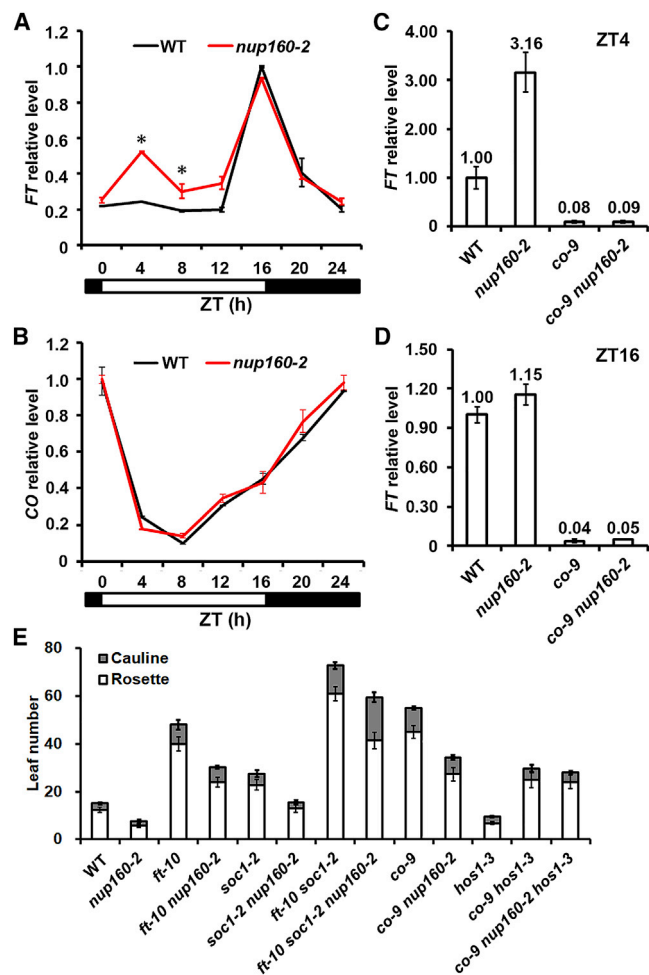 A
WT nup160-2
1.2
1.0
0.8
0.6
0.4
0.2
0
FT relative level
* *
0 4 8 12 16 20 24
ZT (h)
B
WT nup160-2
1.2
1.0
0.8
0.6
0.4
0.2
0
CO relative level
0 4 8 12 16 20 24
ZT (h)
C
ZT4
4.00
3.00
2.00
1.00
0.00
FT relative level
1.00
3.16
0.08
0.09
WT
nup160-2
co-9
co-9 nup160-2
D
ZT16
1.50
1.20
0.90
0.60
0.30
0
FT relative level
1.00
1.15
0.04
0.05
WT
nup160-2
co-9
co-9 nup160-2
E
Cauline
Rosette
80
60
40
20
0
Leaf number
WT
nup160-2
ft-10
ft-10 nup160-2
soc1-2
soc1-2 nup160-2
ft-10 soc1-2
ft-10 soc1-2 nup160-2
co-9
co-9 nup160-2
hos1-3
co-9 hos1-3
co-9 nup160-2 hos1-3